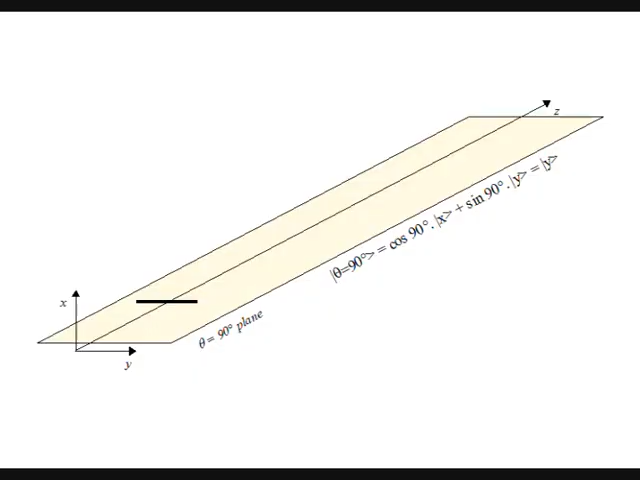 z
|θ=90°> = cos 90° . |x> + sin 90° . |y> = |y>
x
θ = 90° plane
y